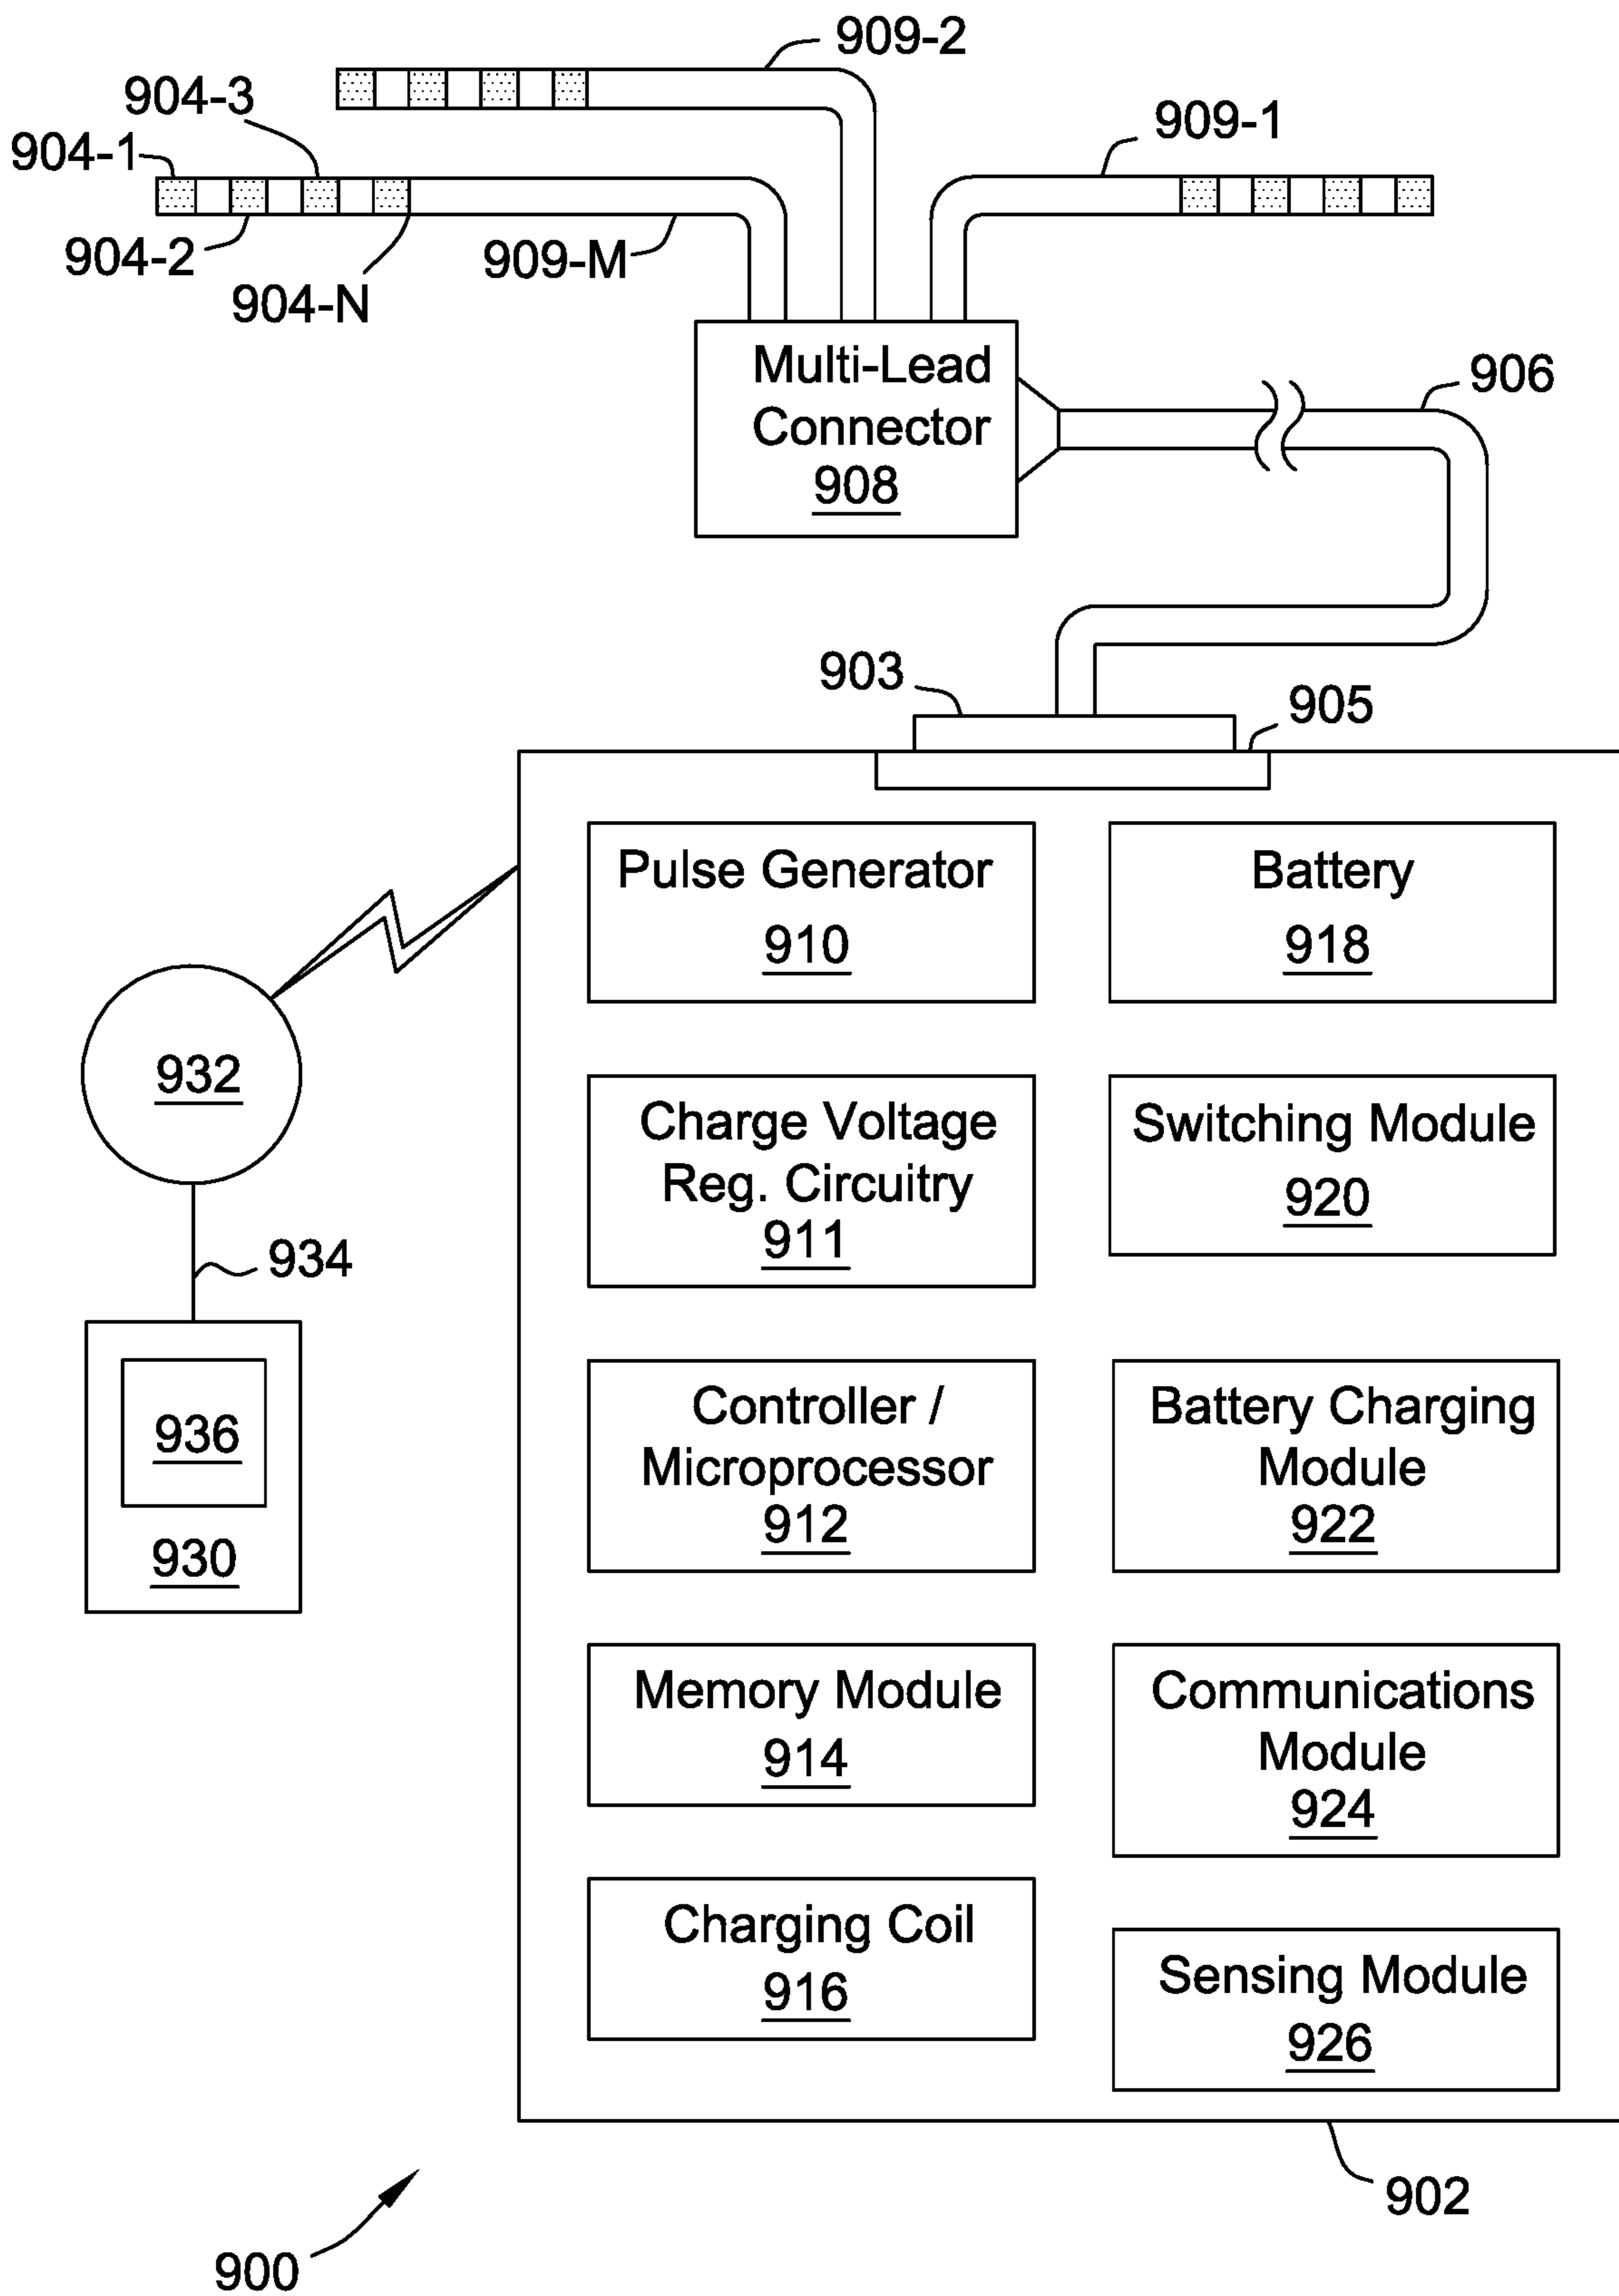 909-2
904-3
909-1
904-1
904-2
909-M
904-N
Multi-Lead
Connector
908
906
903
905
Pulse Generator
910
Battery
918
932
Charge Voltage
Reg. Circuitry
911
Switching Module
920
934
Controller /
Microprocessor
912
Battery Charging
Module
922
936
930
Memory Module
914
Communications
Module
924
Charging Coil
916
Sensing Module
926
902
900